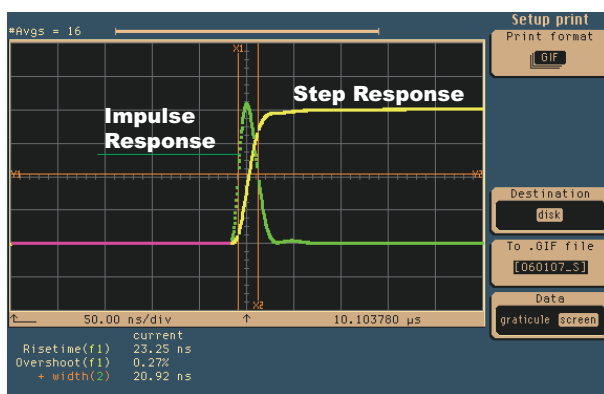 Setup print
#Avgs = 16
Print format
GIF
X1
Step Response
Impulse
Response
Y1
Y2
Destination
disk
To .GIF file
[060107_S]
Data
graticule screen
X2
50.00 ns/div
10.103780 µs
current
Risetime(f1) 23.25 ns
Overshoot(f1) 0.27%
+ width(2) 20.92 ns